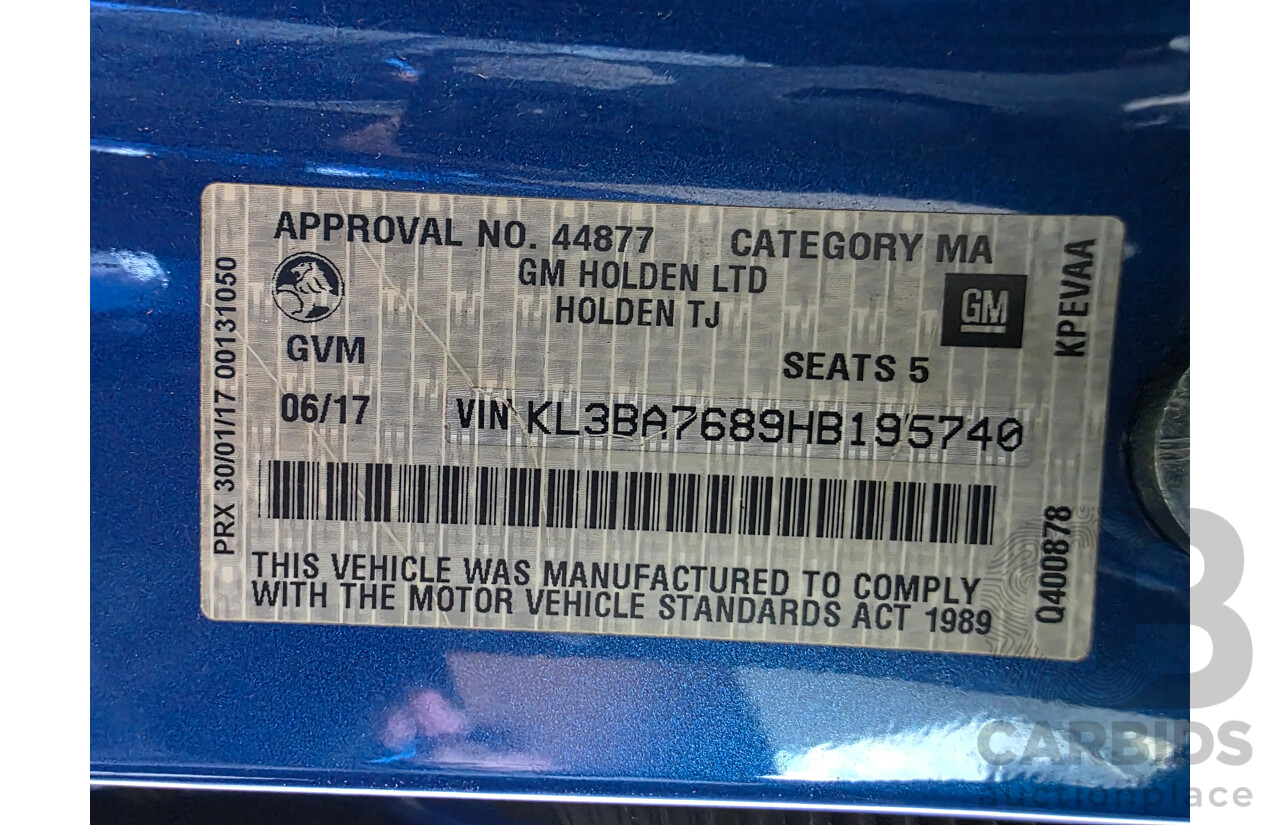 APPROVAL NO. 44877 CATEGORY MA
GM HOLDEN LTD
HOLDEN TJ
GM
GVM
SEATS 5
06/17 VIN KL3BA7689HB195740
THIS VEHICLE WAS MANUFACTURED TO COMPLY
WITH THE MOTOR VEHICLE STANDARDS ACT 1989
PRX 30/01/17 00131050
KPEVAA
Q400878
CARBIDS
auctionplace